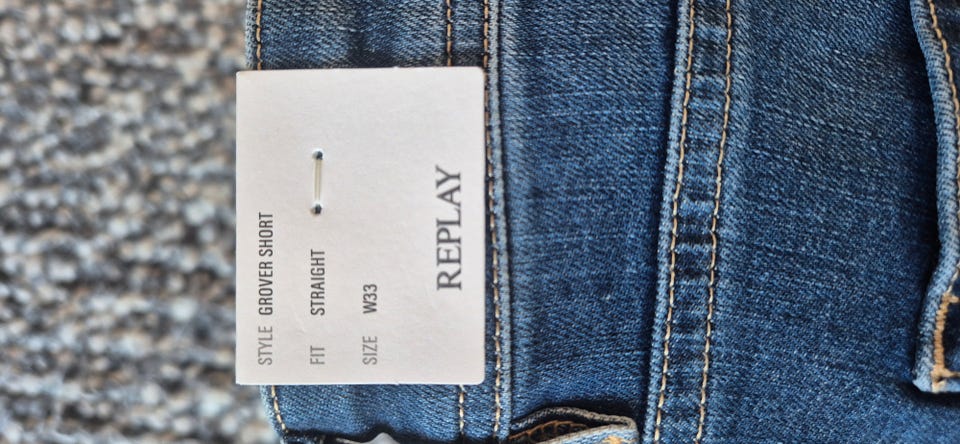 STYLE GROVER SHORT
FIT STRAIGHT
SIZE W33
REPLAY